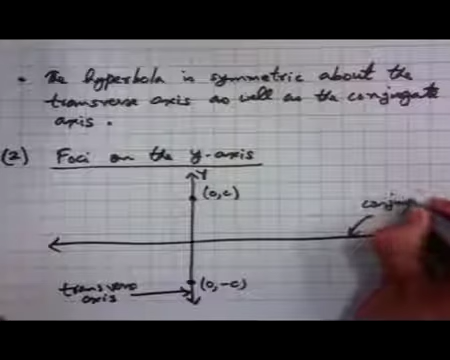 • The hyperbola is symmetric about the
transverse axis as well as the conjugate
axis.
(2) Foci on the y-axis
Y
(0,c)
conjug
(0,-c)
transverse
axis